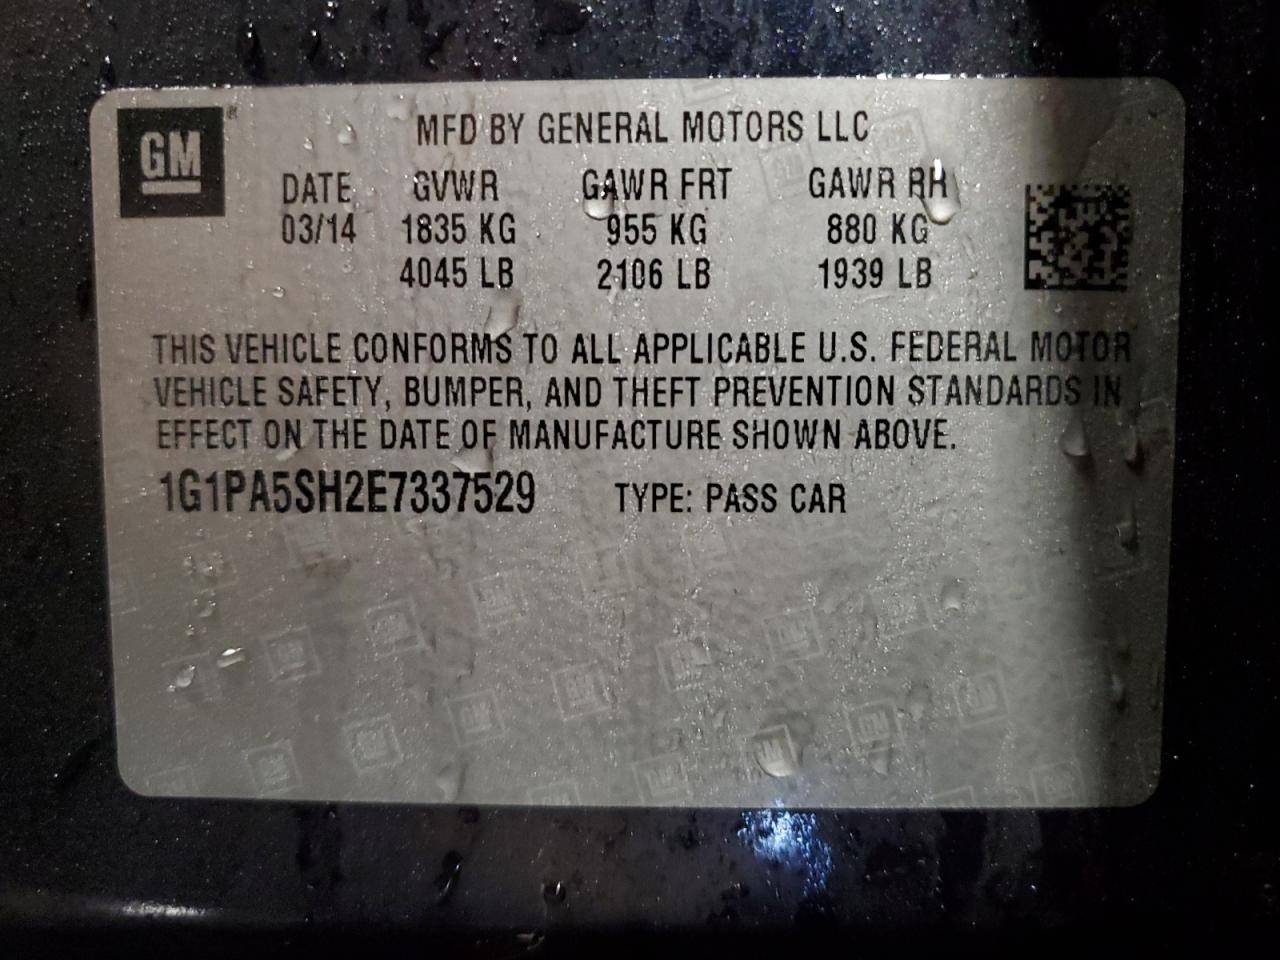 GM
MFD BY GENERAL MOTORS LLC
DATE GVWR GAWR FRT GAWR RR
03/14 1835 KG 955 KG 880 KG
4045 LB 2106 LB 1939 LB
THIS VEHICLE CONFORMS TO ALL APPLICABLE U.S. FEDERAL MOTOR
VEHICLE SAFETY, BUMPER, AND THEFT PREVENTION STANDARDS IN
EFFECT ON THE DATE OF MANUFACTURE SHOWN ABOVE.
1G1PA5SH2E7337529 TYPE: PASS CAR